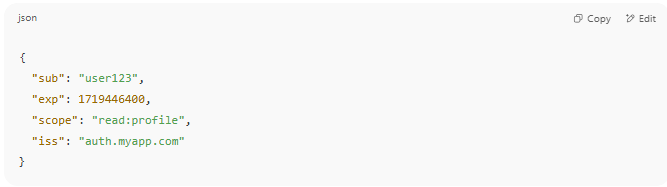 json Copy Edit
{
"sub": "user123",
"exp": 1719446400,
"scope": "read:profile",
"iss": "auth.myapp.com"
}